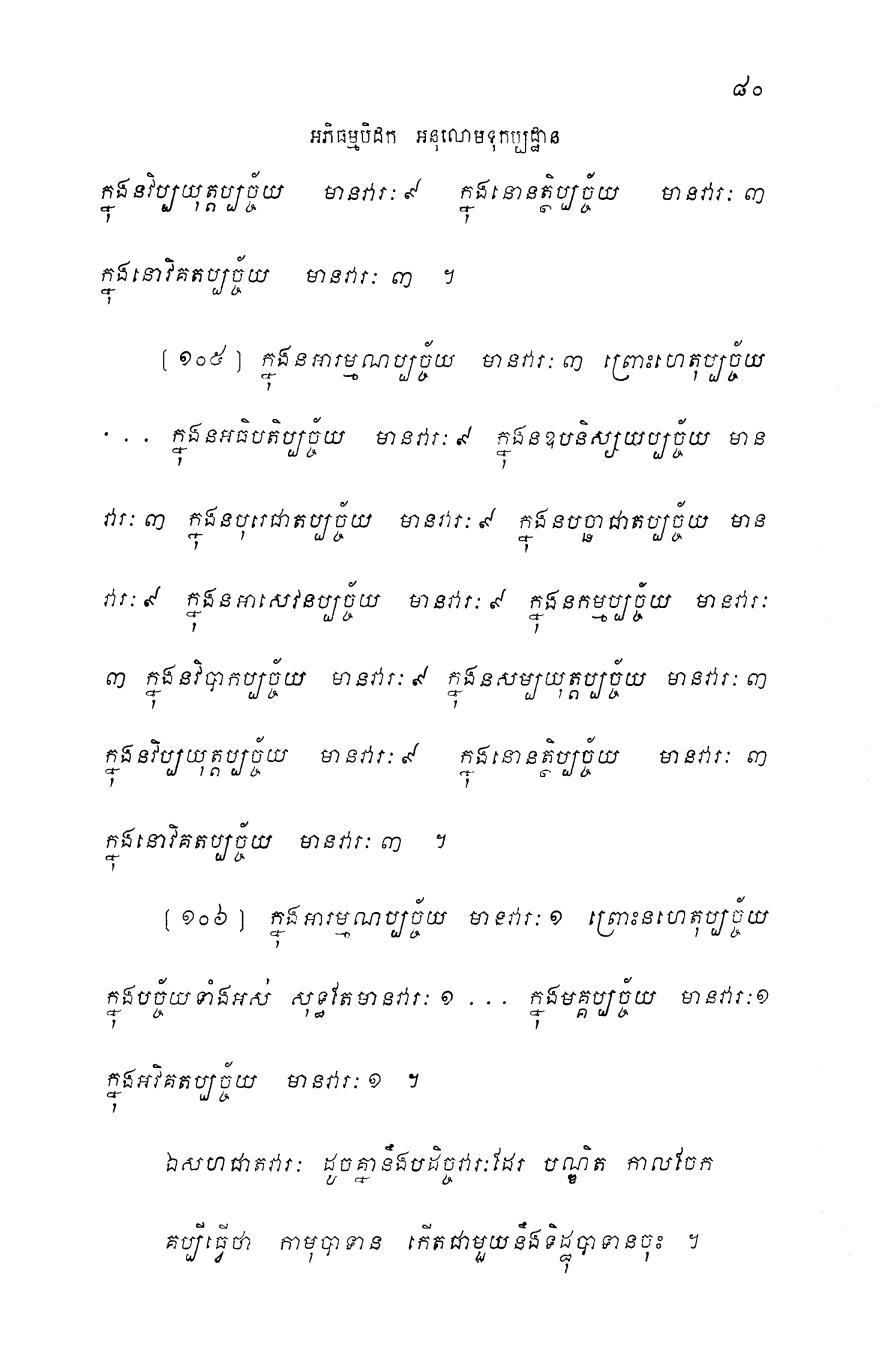 ៨០
អភិធម្មបិដក អនុលោមទុកប្បដ្ឋាន
ក្នុងនវិប្បយុត្តប្បច្ច័យ មានវារៈ ៩ ក្នុងនោនត្ថិប្បច្ច័យ មានវារៈ ៣
ក្នុងនោវិគតប្បច្ច័យ មានវារៈ ៣ ។
[១០៥] ក្នុងនអារម្មណប្បច្ច័យ មានវារៈ ៣ ព្រោះហេតុប្បច្ច័យ
... ក្នុងនអធិបតិប្បច្ច័យ មានវារៈ ៩ ក្នុងនឧបនិស្សយប្បច្ច័យ មាន
វារៈ ៣ ក្នុងនបុរេជាតប្បច្ច័យ មានវារៈ ៩ ក្នុងនបច្ឆាជាតប្បច្ច័យ មាន
វារៈ ៩ ក្នុងនអាសេវនប្បច្ច័យ មានវារៈ ៩ ក្នុងនកម្មប្បច្ច័យ មានវារៈ
៣ ក្នុងនវិបាកប្បច្ច័យ មានវារៈ ៩ ក្នុងនសម្បយុត្តប្បច្ច័យ មានវារៈ ៣
ក្នុងនវិប្បយុត្តប្បច្ច័យ មានវារៈ ៩ ក្នុងនោនត្ថិប្បច្ច័យ មានវារៈ ៣
ក្នុងនោវិគតប្បច្ច័យ មានវារៈ ៣ ។
[១០៦] ក្នុងអារម្មណប្បច្ច័យ មានវារៈ ១ ព្រោះនហេតុប្បច្ច័យ
ក្នុងបច្ច័យទាំងអស់ សុទ្ធតែមានវារៈ ១ ... ក្នុងមគ្គប្បច្ច័យ មានវារៈ ១
ក្នុងអវិគតប្បច្ច័យ មានវារៈ ១ ។
ឯសហជាតវារៈ ដូចគ្នានឹងបដិច្ចវារៈដែរ បណ្ឌិត កាលចែក
គប្បីធ្វើថា កាមុបាទាន កើតជាមួយនឹងទិដ្ឋុបាទានចុះ ។